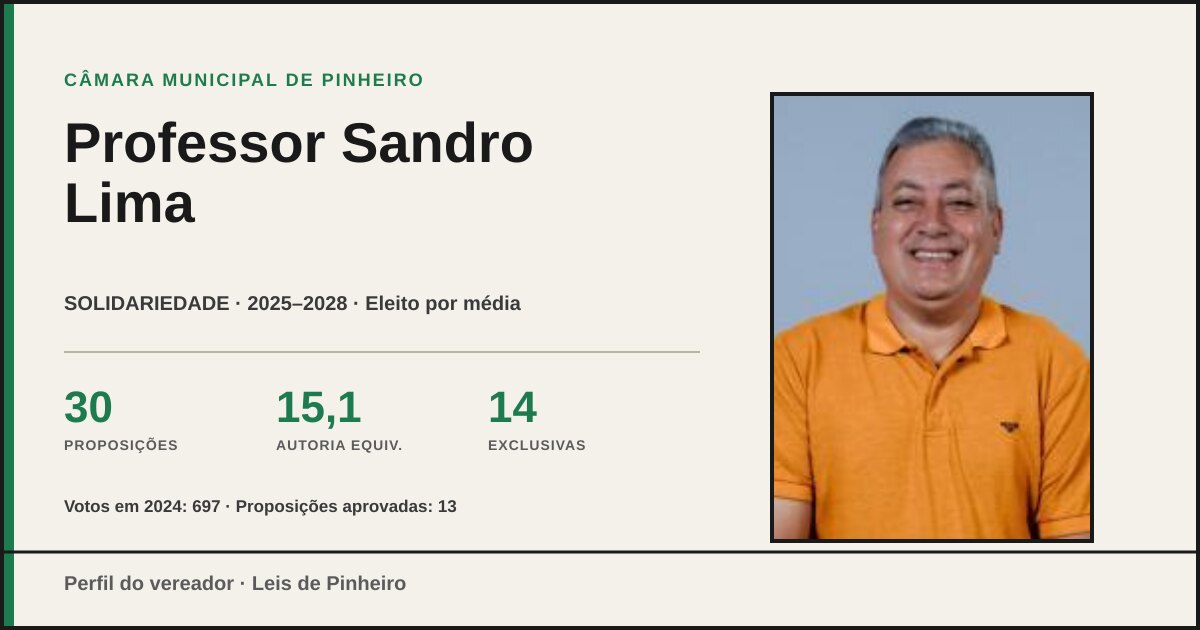 CÂMARA MUNICIPAL DE PINHEIRO
Professor Sandro
Lima
SOLIDARIEDADE · 2025–2028 · Eleito por média
30
PROPOSIÇÕES
15,1
AUTORIA EQUIV.
14
EXCLUSIVAS
Votos em 2024: 697 · Proposições aprovadas: 13
Perfil do vereador · Leis de Pinheiro